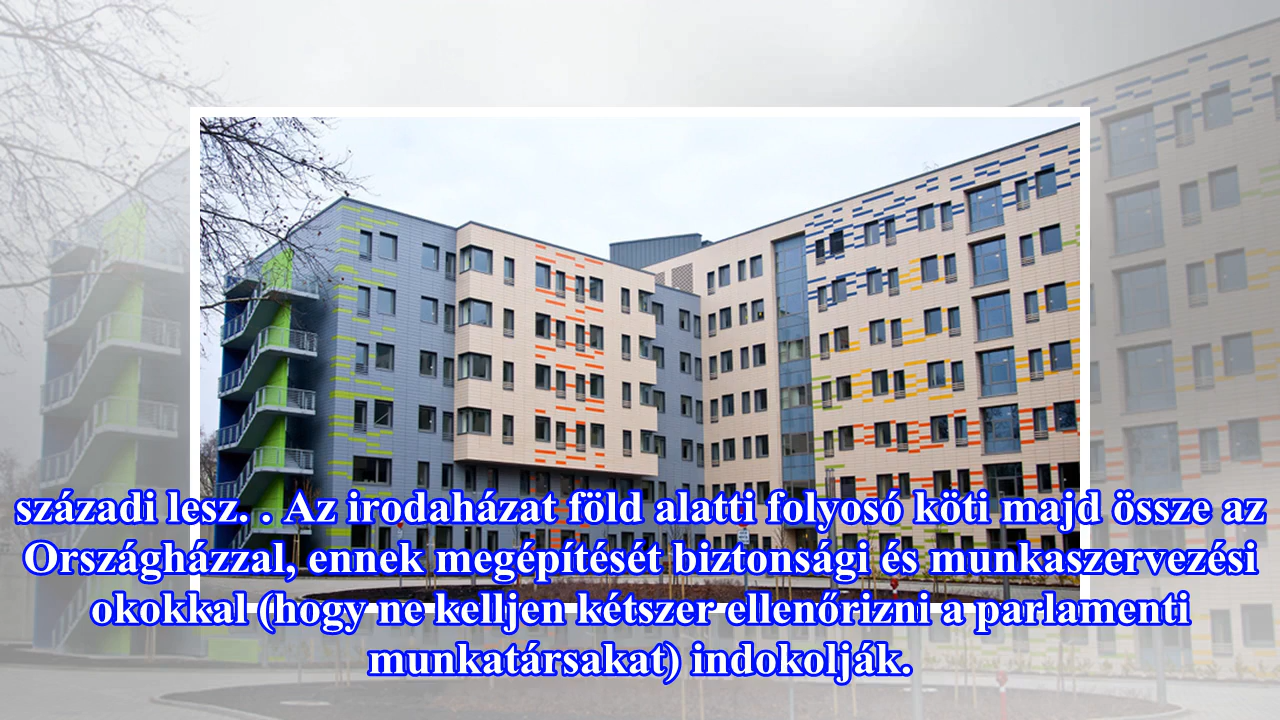 századi lesz. . Az irodaházat föld alatti folyosó köti majd össze az
Országházzal, ennek megépítését biztonsági és munkaszervezési
okokkal (hogy ne kelljen kétszer ellenőrizni a parlamenti
munkatársakat) indokolják.